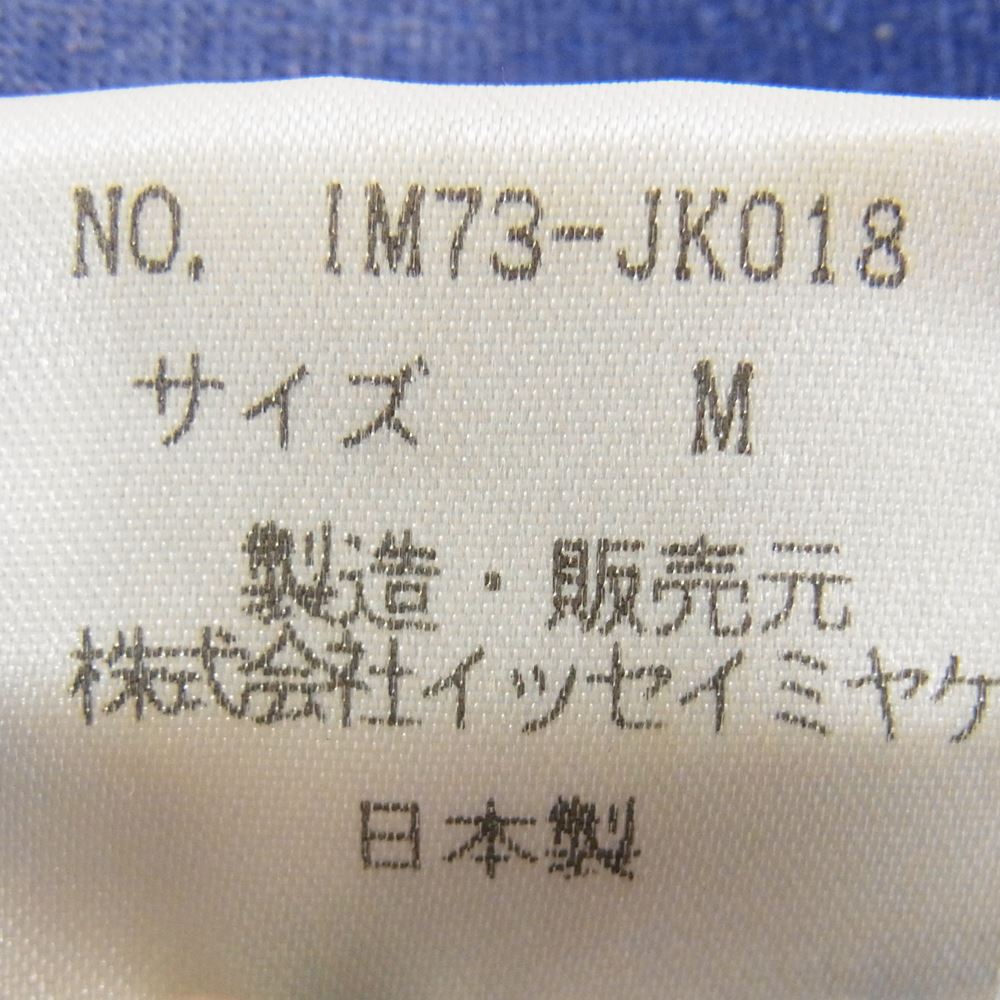 NO. IM73-JK018
サイズ M
製造・販売元
株式会社イッセイミヤケ
日本製